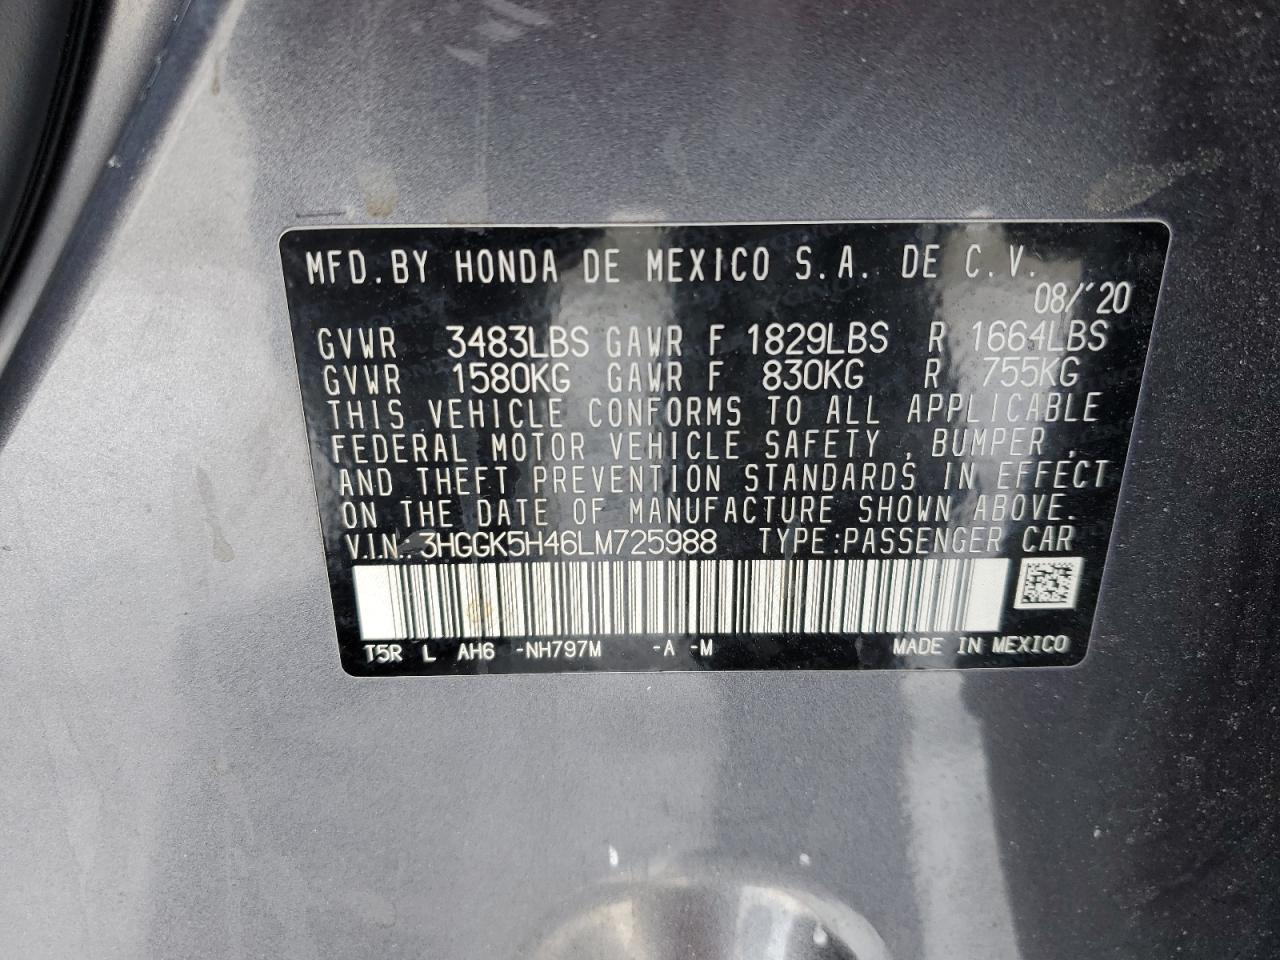 MFD. BY HONDA DE MEXICO S.A. DE C.V.
08/'20
GVWR 3483LBS GAWR F 1829LBS R 1664LBS
GVWR 1580KG GAWR F 830KG R 755KG
THIS VEHICLE CONFORMS TO ALL APPLICABLE
FEDERAL MOTOR VEHICLE SAFETY , BUMPER ,
AND THEFT PREVENTION STANDARDS IN EFFECT
ON THE DATE OF MANUFACTURE SHOWN ABOVE.
V.I.N.: 3HGGK5H46LM725988 TYPE:PASSENGER CAR
T5R L AH6 -NH797M -A -M MADE IN MEXICO